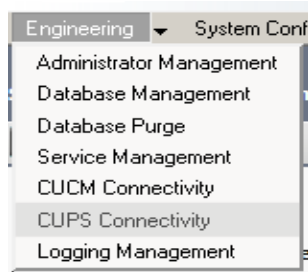 Engineering System Conf
Administrator Management
Database Management
Database Purge
Service Management
CUCM Connectivity
CUPS Connectivity
Logging Management